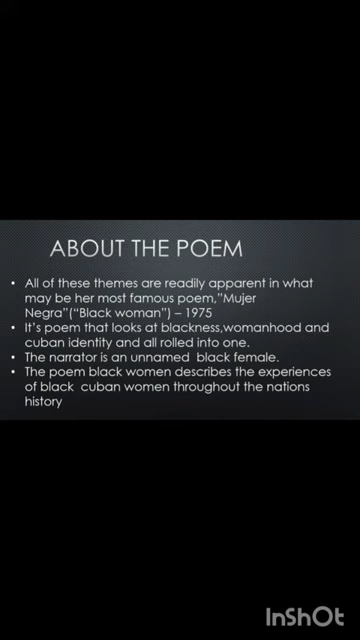 ABOUT THE POEM
• All of these themes are readily apparent in what
may be her most famous poem,"Mujer
Negra"("Black woman") – 1975
• It's poem that looks at blackness,womanhood and
cuban identity and all rolled into one.
• The narrator is an unnamed black female.
• The poem black women describes the experiences
of black cuban women throughout the nations
history
InShOt